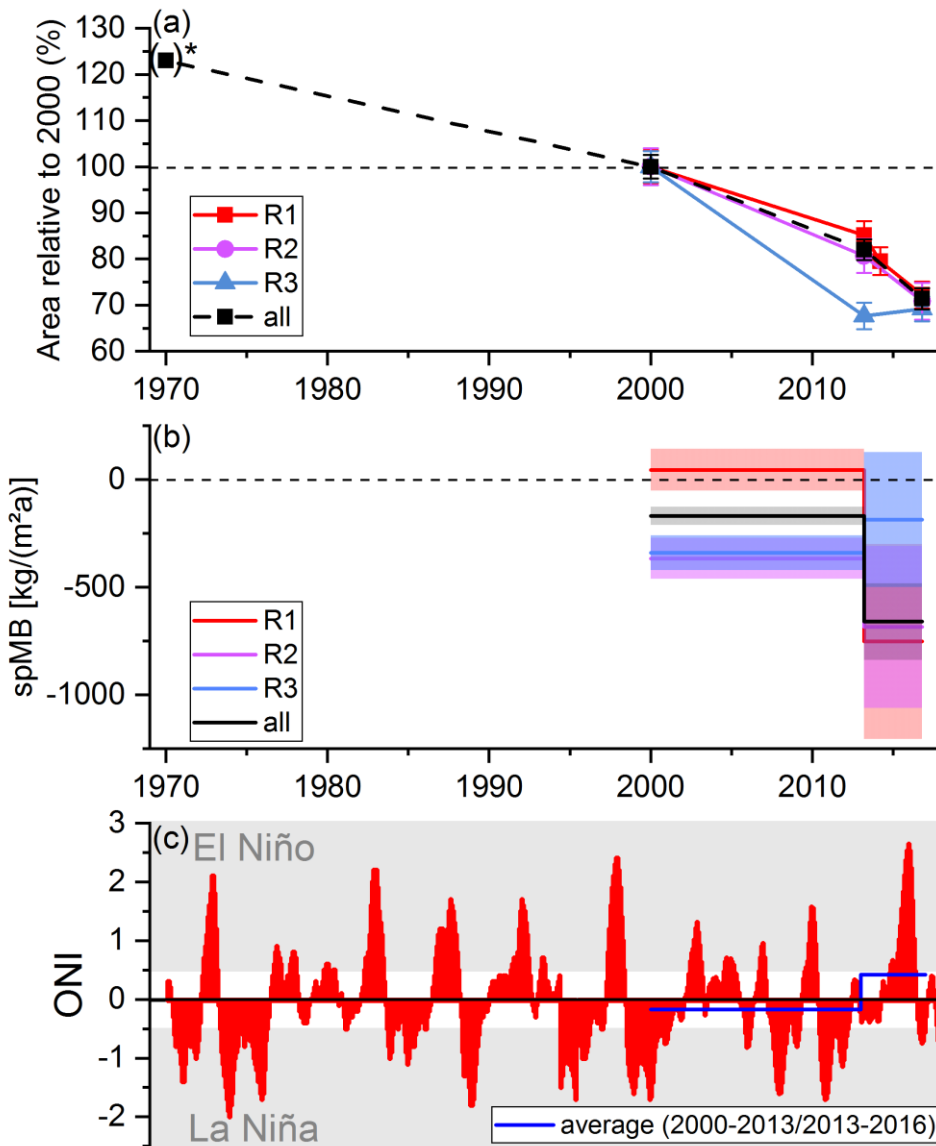 (a)
130
120
110
100
90
80
70
60
( )*
Area relative to 2000 (%)
R1
R2
R3
all
1970 1980 1990 2000 2010
(b)
0
-500
-1000
spMB [kg/(m²a)]
R1
R2
R3
all
1970 1980 1990 2000 2010
(c)
El Niño
3
2
1
0
-1
-2
ONI
La Niña
average (2000-2013/2013-2016)